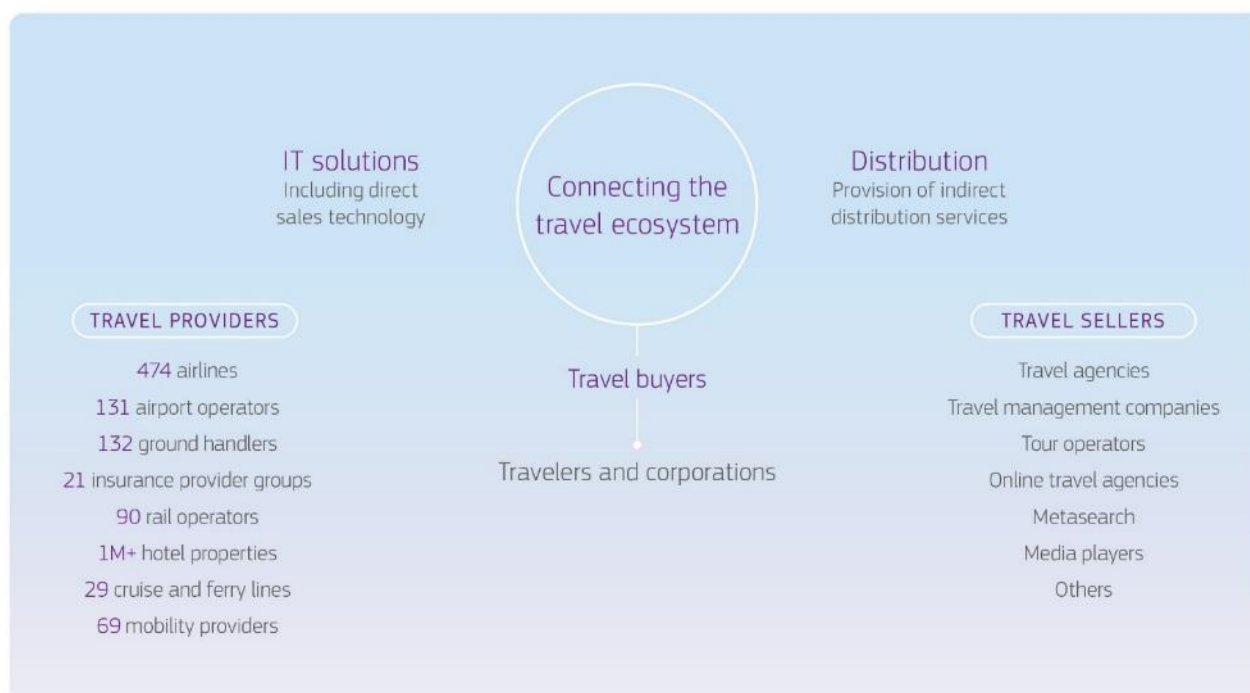 IT solutions
Including direct
sales technology
Connecting the
travel ecosystem
Distribution
Provision of indirect
distribution services
TRAVEL PROVIDERS
474 airlines
131 airport operators
132 ground handlers
21 insurance provider groups
90 rail operators
1M+ hotel properties
29 cruise and ferry lines
69 mobility providers
Travel buyers
Travelers and corporations
TRAVEL SELLERS
Travel agencies
Travel management companies
Tour operators
Online travel agencies
Metasearch
Media players
Others